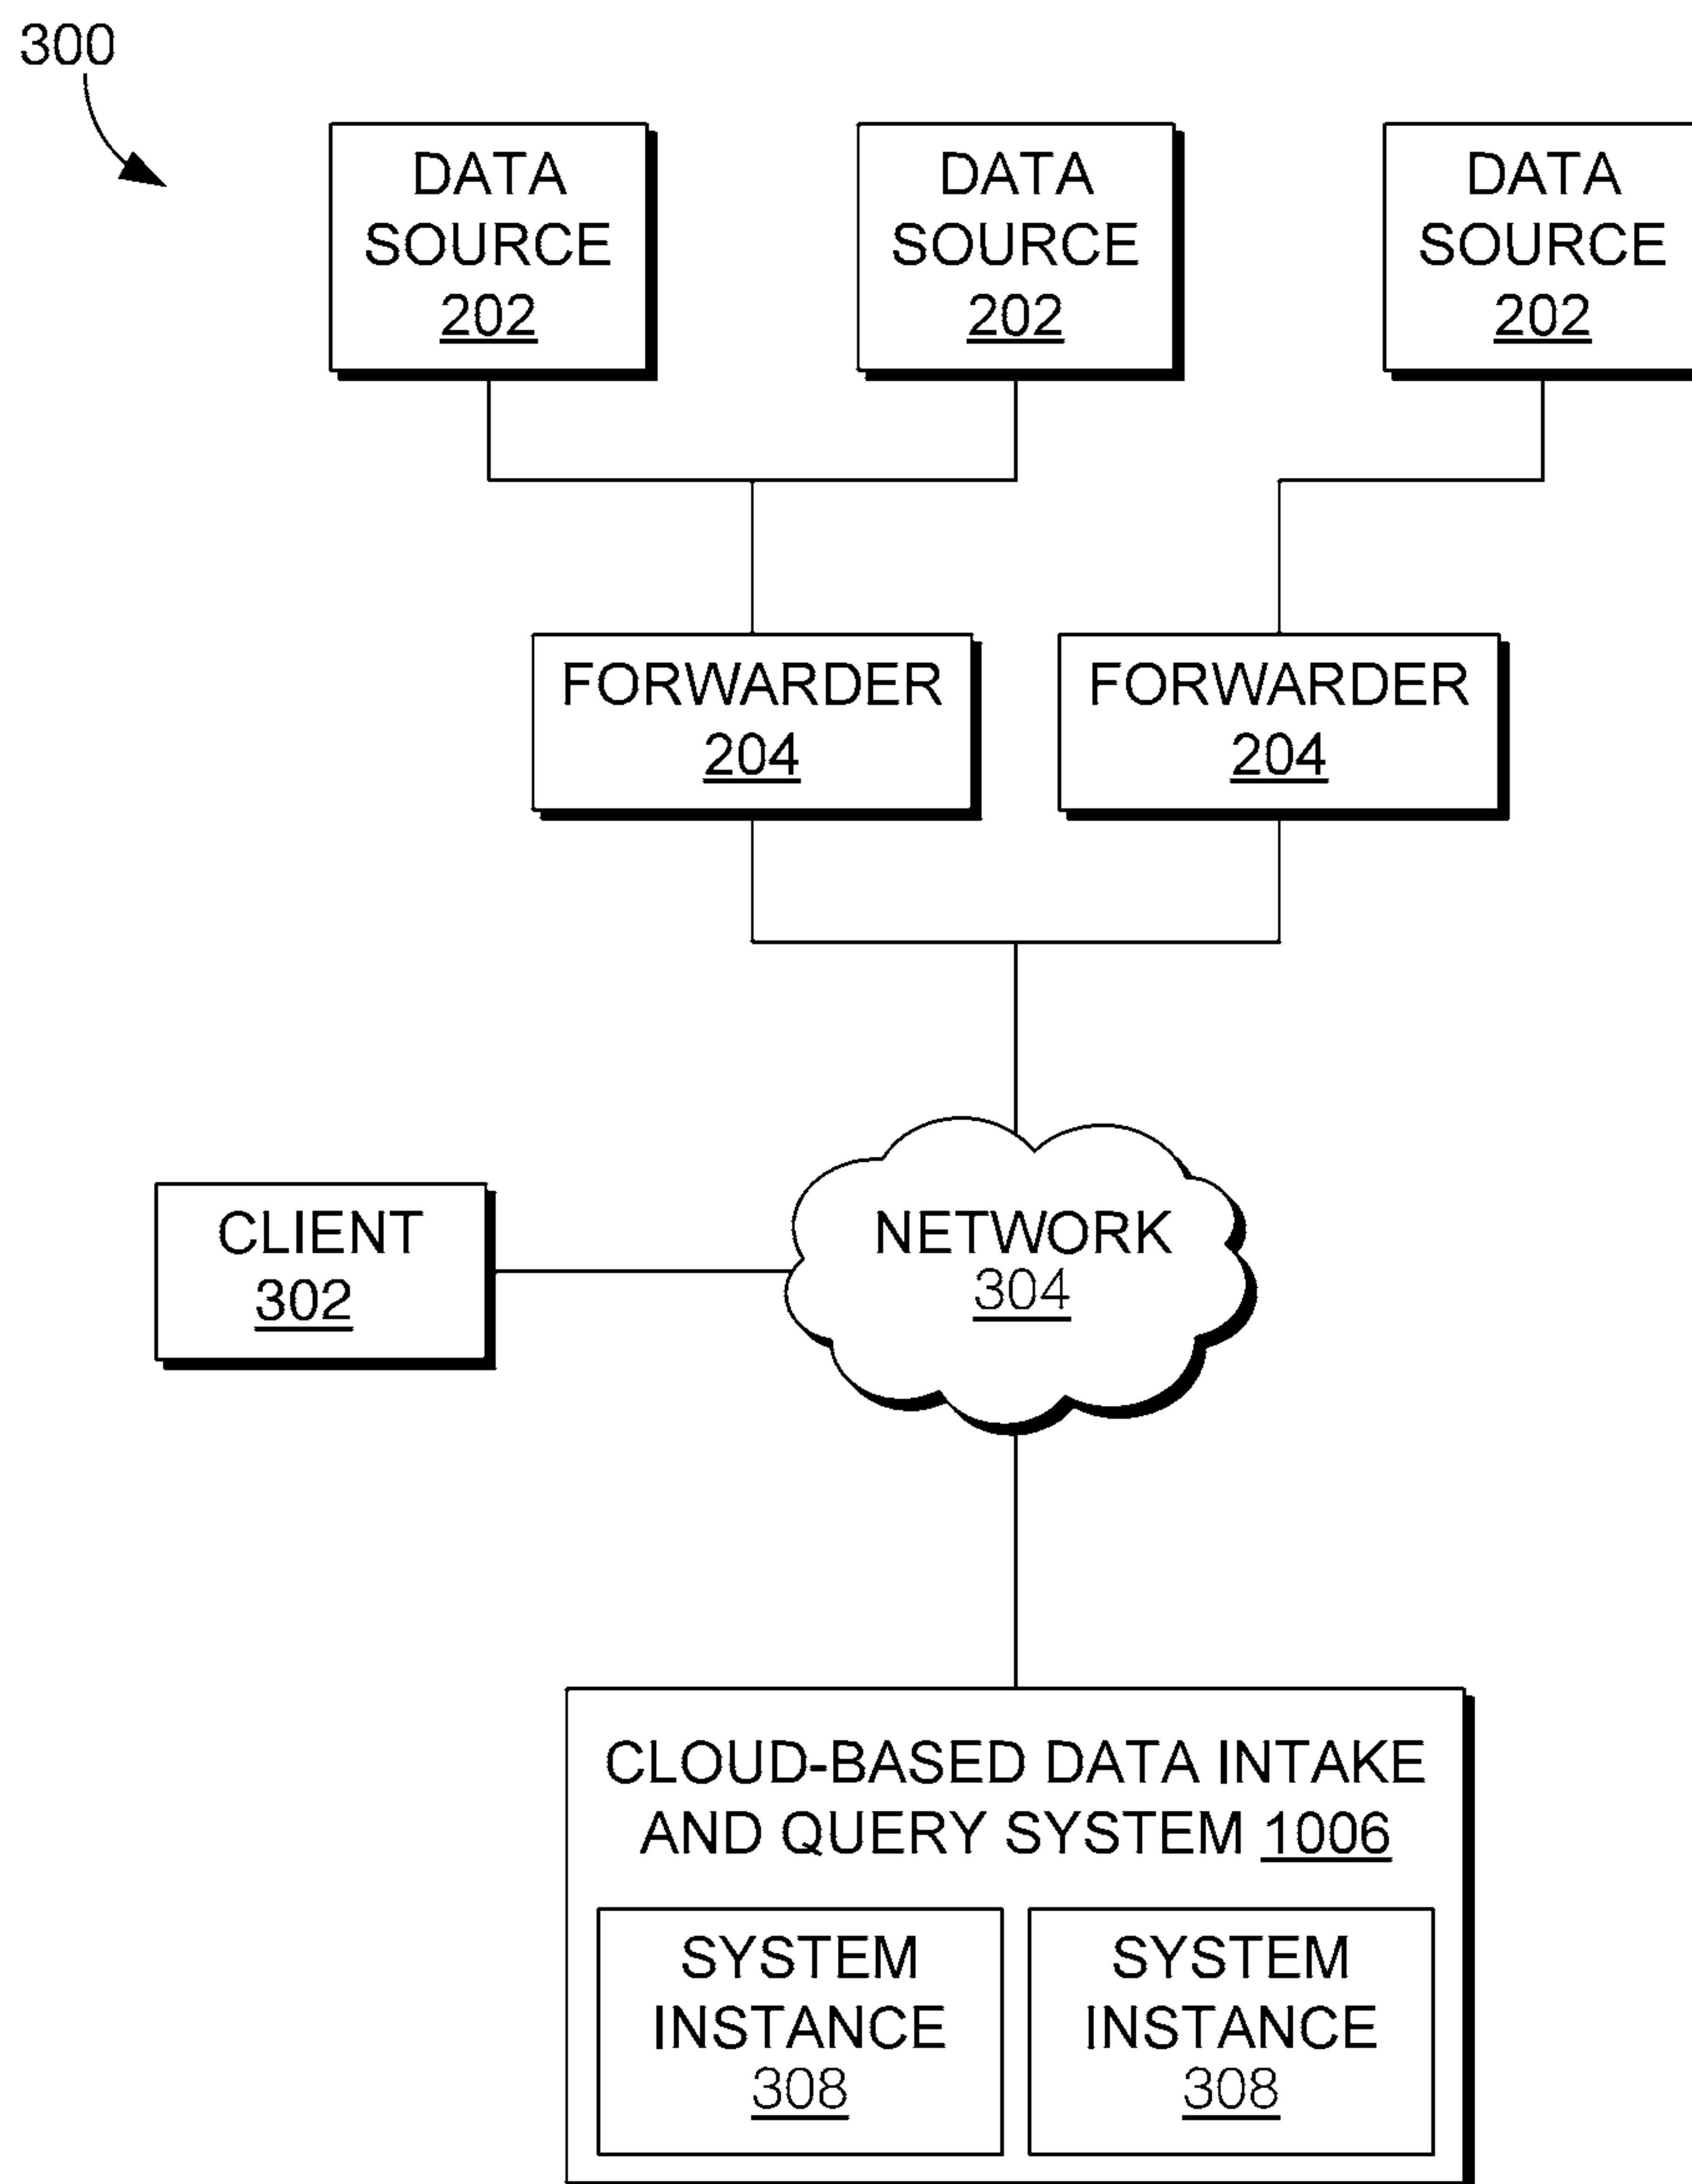 300
DATA
SOURCE
202
DATA
SOURCE
202
DATA
SOURCE
202
FORWARDER
204
FORWARDER
204
CLIENT
302
NETWORK
304
CLOUD-BASED DATA INTAKE
AND QUERY SYSTEM 1006
SYSTEM
INSTANCE
308
SYSTEM
INSTANCE
308